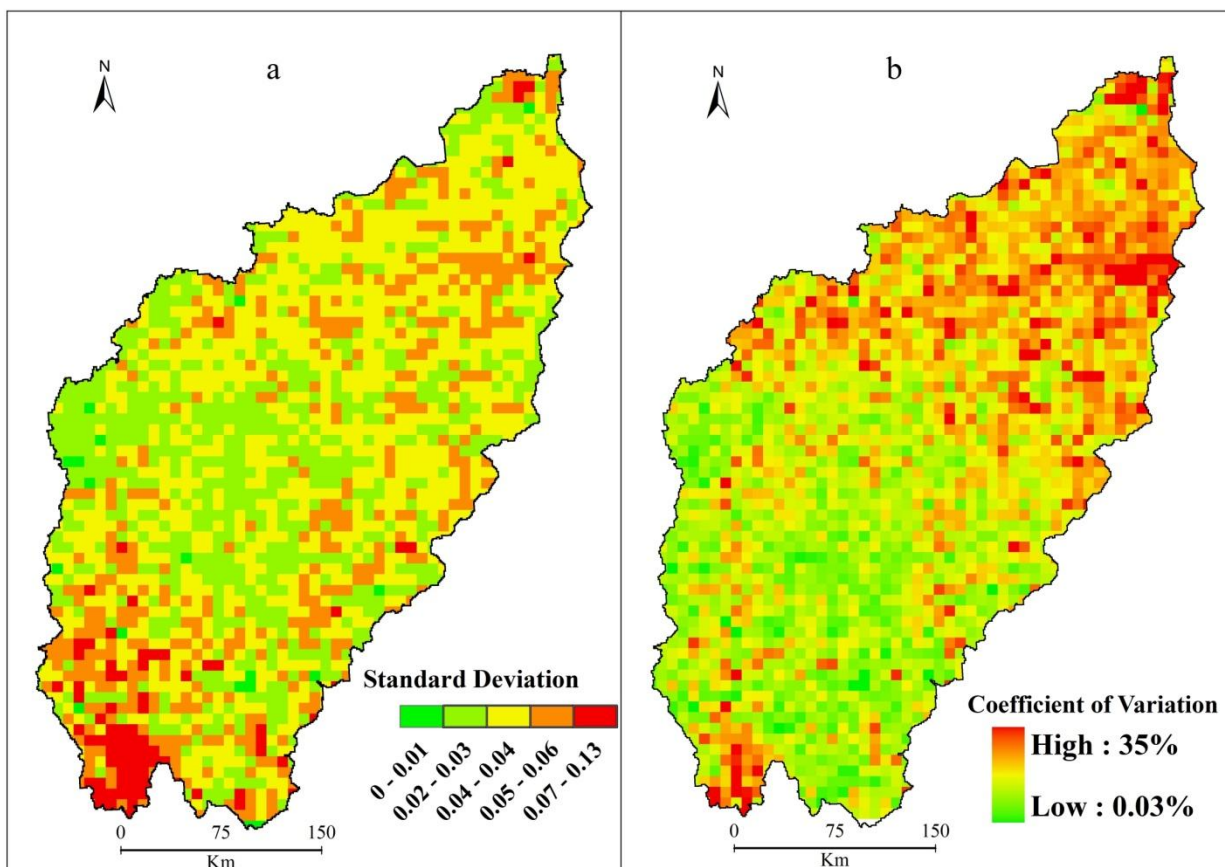 N
a
Standard Deviation
0 - 0.01
0.02 - 0.03
0.04 - 0.04
0.05 - 0.06
0.07 - 0.13
0 75 150
Km
N
b
Coefficient of Variation
High : 35%
Low : 0.03%
0 75 150
Km